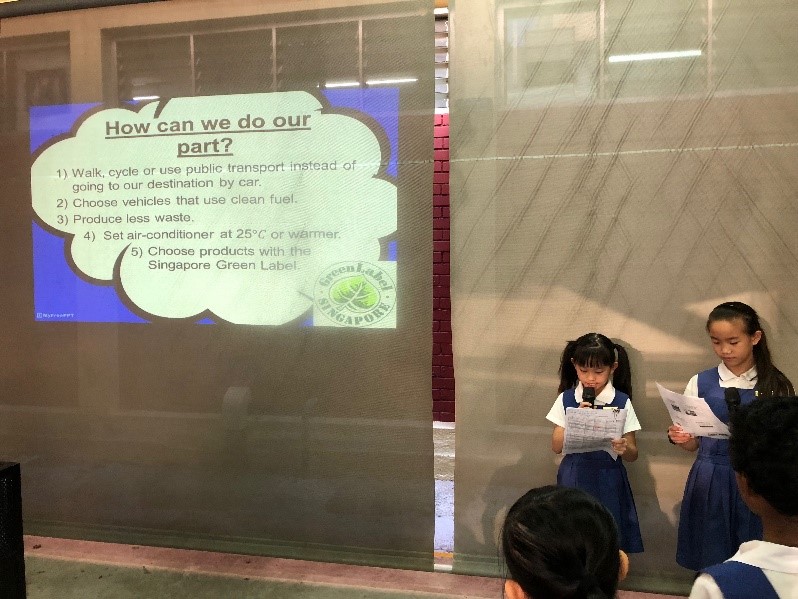 How can we do our
part?
1) Walk, cycle or use public transport instead of
going to our destination by car.
2) Choose vehicles that use clean fuel.
3) Produce less waste.
4) Set air-conditioner at 25°C or warmer.
5) Choose products with the
Singapore Green Label.
GreenLabel
SINGAPORE